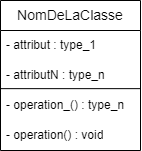 NomDeLaClasse
- attribut : type_1
- attributN : type_n
- operation_() : type_n
- operation() : void